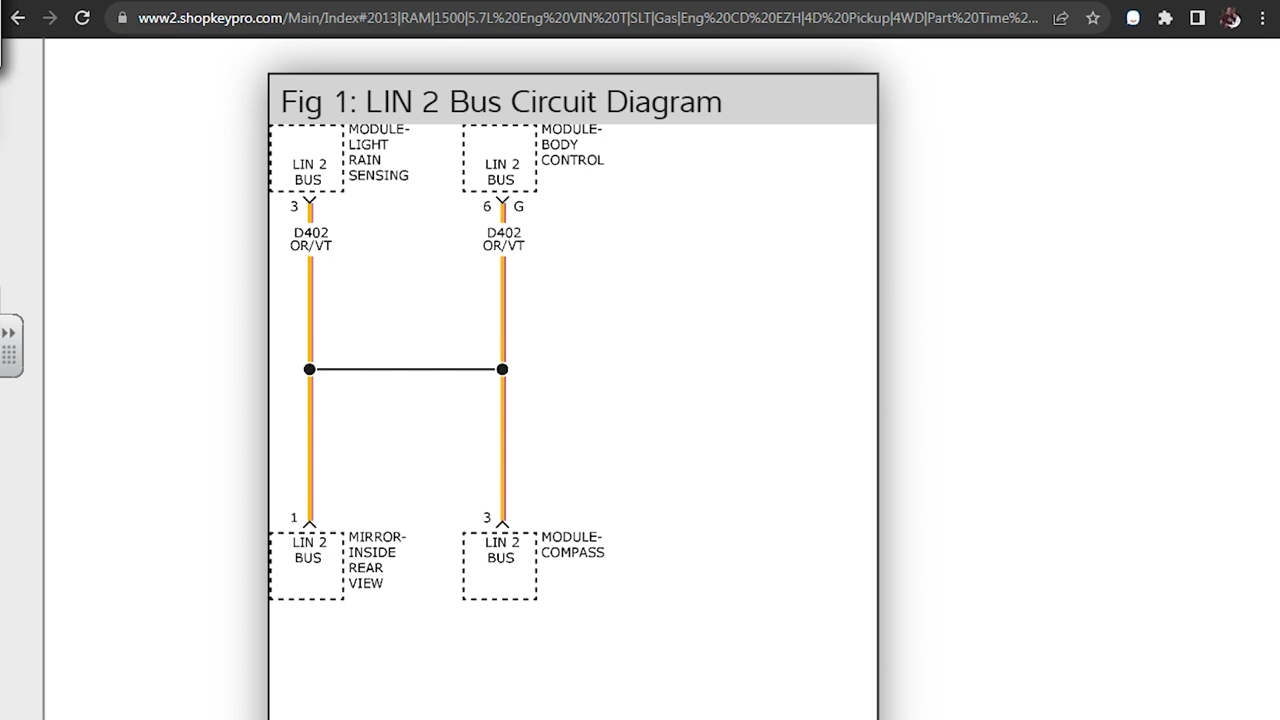 www2.shopkeypro.com/Main/Index#2013|RAM|1500|5.7L%20Eng%20VIN%20T|SLT|Gas|Eng%20CD%20EZH|4D%20Pickup|4WD|Part%20Time%2...
Fig 1: LIN 2 Bus Circuit Diagram
LIN 2
BUS
MODULE-
LIGHT
RAIN
SENSING
LIN 2
BUS
MODULE-
BODY
CONTROL
3
6 G
D402
OR/VT
D402
OR/VT
1
3
LIN 2
BUS
MIRROR-
INSIDE
REAR
VIEW
LIN 2
BUS
MODULE-
COMPASS